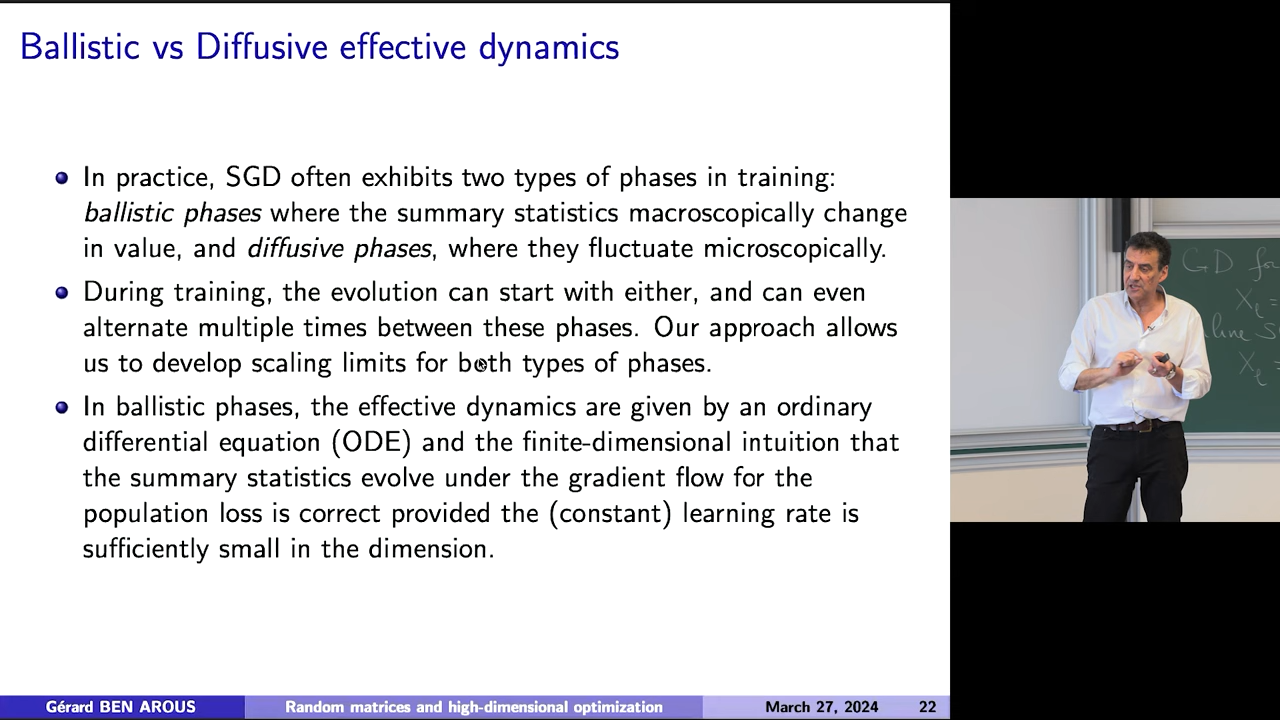 Ballistic vs Diffusive effective dynamics
In practice, SGD often exhibits two types of phases in training:
ballistic phases where the summary statistics macroscopically change
in value, and diffusive phases, where they fluctuate microscopically.
During training, the evolution can start with either, and can even
alternate multiple times between these phases. Our approach allows
us to develop scaling limits for both types of phases.
In ballistic phases, the effective dynamics are given by an ordinary
differential equation (ODE) and the finite-dimensional intuition that
the summary statistics evolve under the gradient flow for the
population loss is correct provided the (constant) learning rate is
sufficiently small in the dimension.
Gérard BEN AROUS Random matrices and high-dimensional optimization March 27, 2024 22
GD for